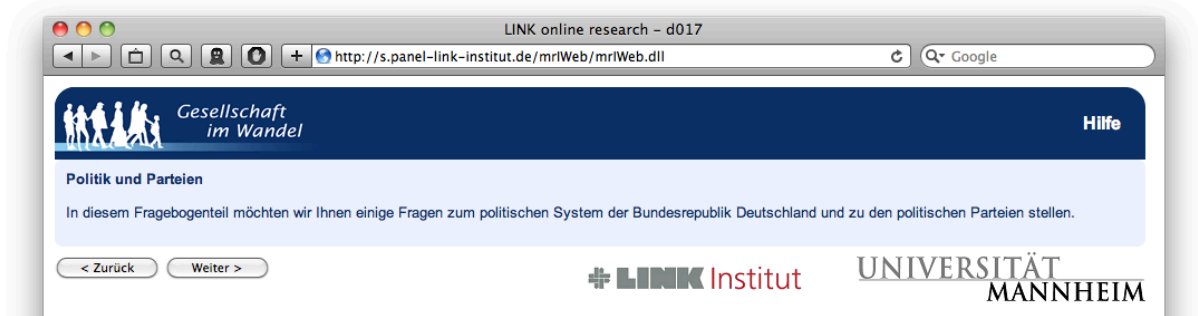 LINK online research – d017
http://s.panel-link-institut.de/mrIWeb/mrIWeb.dll
Google
Gesellschaft
im Wandel
Hilfe
Politik und Parteien
In diesem Fragebogenteil möchten wir Ihnen einige Fragen zum politischen System der Bundesrepublik Deutschland und zu den politischen Parteien stellen.
< Zurück Weiter >
LINK Institut
UNIVERSITÄT
MANNHEIM